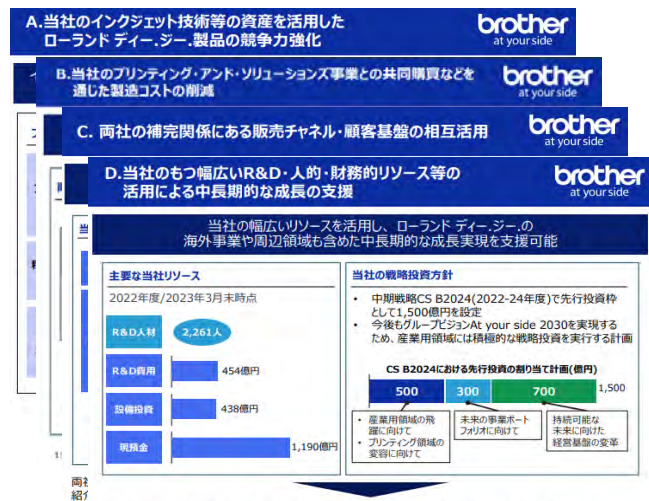 A.当社のインクジェット技術等の資産を活用した
ローランド ディー.ジー.製品の競争力強化
brother
at your side
B.当社のプリンティング・アンド・ソリューションズ事業との共同購買などを
通じた製造コストの削減
brother
at your side
C. 両社の補完関係にある販売チャネル・顧客基盤の相互活用
brother
at your side
D.当社のもつ幅広いR&D・人的・財務的リソース等の
活用による中長期的な成長の支援
brother
at your side
当社の幅広いリソースを活用し、ローランド ディー.ジー.の
海外事業や周辺領域も含めた中長期的な成長実現を支援可能
主要な当社リソース
2022年度/2023年3月末時点
R&D人材
2,261人
R&D費用
454億円
設備投資
438億円
現預金
1,190億円
当社の戦略投資方針
・ 中期戦略CS B2024(2022-24年度)で先行投資枠
として1,500億円を設定
・ 今後もグループビジョンAt your side 2030を実現する
ため、産業用領域には積極的な戦略投資を実行する計画
CS B2024における先行投資の割り当て計画(億円)
500
300
700
1,500
・ 産業用領域の飛
躍に向けて
・ プリンティング領域の
変容に向けて
未来の事業ポート
フォリオに向けて
持続可能な
未来に向けた
経営基盤の変革